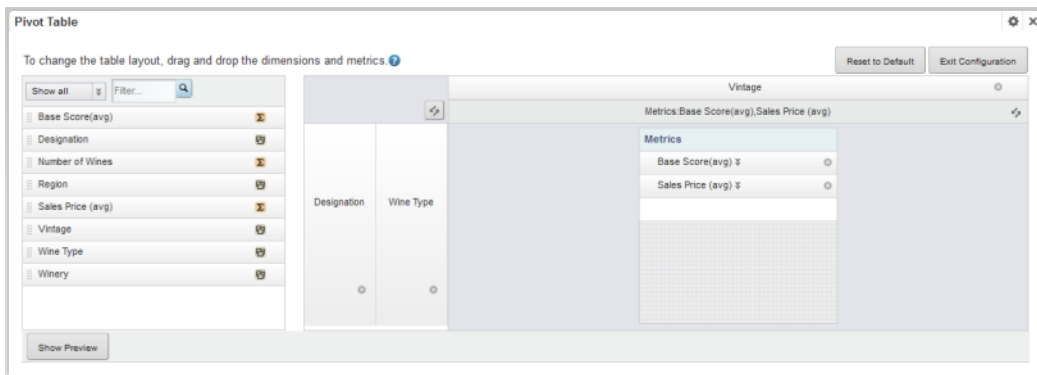 Pivot Table
To change the table layout, drag and drop the dimensions and metrics.
Reset to Default
Exit Configuration
Show all
Filter...
Base Score(avg)
Designation
Number of Wines
Region
Sales Price (avg)
Vintage
Wine Type
Winery
Vintage
Metrics:Base Score(avg),Sales Price (avg)
Designation
Wine Type
Metrics
Base Score(avg)
Sales Price (avg)
Show Preview